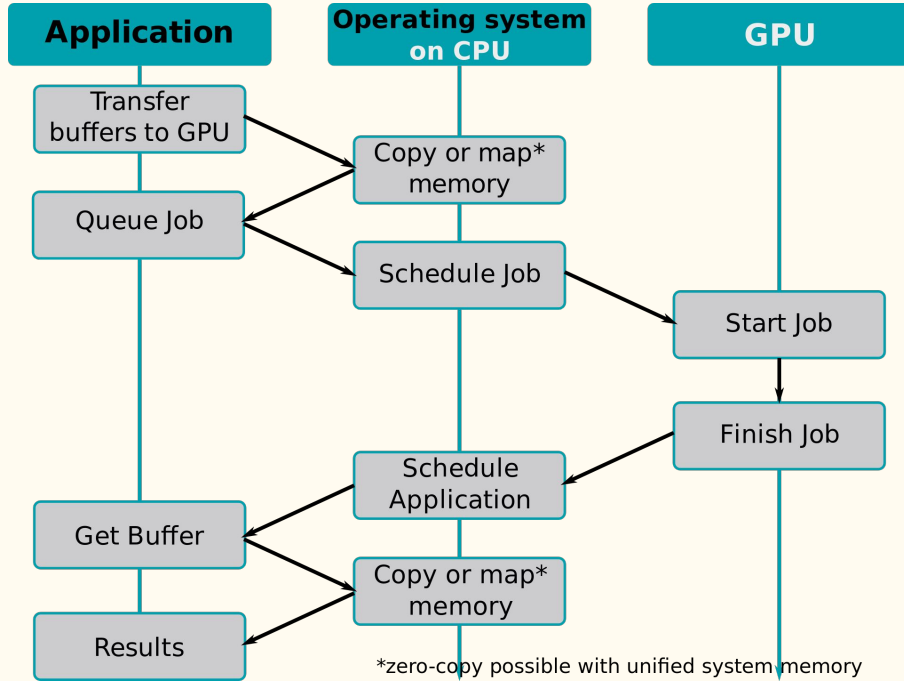 Application
Operating system
on CPU
GPU
Transfer
buffers to GPU
Copy or map*
memory
Queue Job
Schedule Job
Start Job
Finish Job
Schedule
Application
Get Buffer
Copy or map*
memory
Results
*zero-copy possible with unified system memory